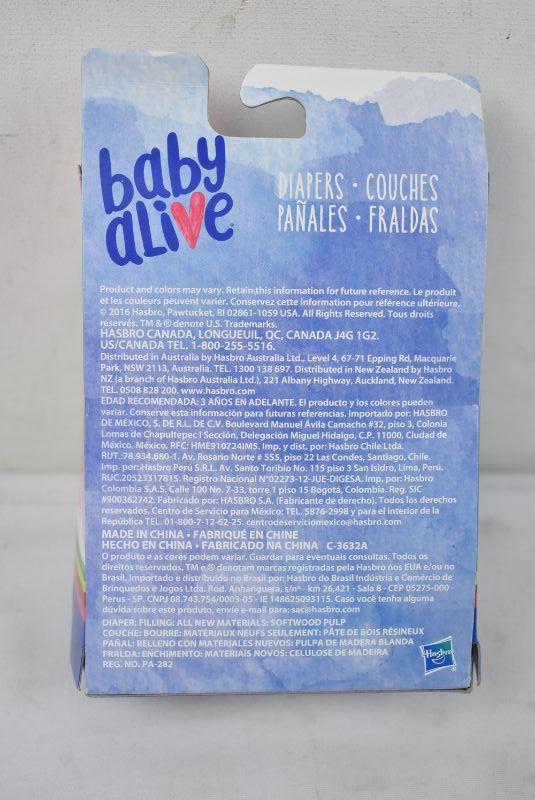 baby
alive
DIAPERS • COUCHES
PAÑALES • FRALDAS
Product and colors may vary. Retain this information for future reference. Le produit
et les couleurs peuvent varier. Conservez cette information pour référence ultérieure.
© 2016 Hasbro, Pawtucket, RI 02861-1059 USA. All Rights Reserved. Tous droits
réservés. TM & ® denote U.S. Trademarks.
HASBRO CANADA, LONGUEUIL, QC, CANADA J4G 1G2.
US/CANADA TEL. 1-800-255-5516.
Distributed in Australia by Hasbro Australia Ltd., Level 4, 67-71 Epping Rd, Macquarie
Park, NSW 2113, Australia. TEL. 1300 138 697. Distributed in New Zealand by Hasbro
NZ (a branch of Hasbro Australia Ltd.), 221 Albany Highway, Auckland, New Zealand.
TEL. 0508 828 200. www.hasbro.com
EDAD RECOMENDADA: 3 AÑOS EN ADELANTE. El producto y los colores pueden
variar. Conserve esta información para futuras referencias. Importado por: HASBRO
DE MÉXICO, S. DE R.L. DE C.V. Boulevard Manuel Ávila Camacho #32, piso 3, Colonia
Lomas de Chapultepec I Sección, Delegación Miguel Hidalgo, C.P. 11000, Ciudad de
México. México. RFC: HME910724IM5. Imp. y dist. por: Hasbro Chile Ltd.
RUT.:78.934.680-1. Av. Rosario Norte # 555, piso 22 Las Condes, Santiago, Chile.
Imp. por: Hasbro Perú S.R.L. Av. Santo Toribio No. 115 piso 3 San Isidro, Lima, Perú.
RUC.20523317815. Registro Nacional N°02273-12-JUE-DIGESA. Imp. por: Hasbro
Colombia S.A.S. Calle 100 No. 7-33, torre 1 piso 15 Bogotá, Colombia. Reg. SIC
#900362742. Fabricado por: HASBRO S.A. (Fabricante de derecho). Todos los derechos
reservados. Centro de Servicio para México: TEL. 5876-2998 y para el interior de la
República TEL. 01-800-7-12-62-25. centrodeserviciomexico@hasbro.com
MADE IN CHINA • FABRIQUÉ EN CHINE
HECHO EN CHINA • FABRICADO NA CHINA C-3632A
O produto e as cores podem variar. Guardar para eventuais consultas. Todos os
direitos reservados. TM e ® denotam marcas registradas pela Hasbro nos EUA e/ou no
Brasil. Importado e distribuído no Brasil por: Hasbro do Brasil Indústria e Comércio de
Brinquedos e Jogos Ltda. Rod. Anhanguera, s/nº - km 26,421 - Sala 8 - CEP 05275-000
- Perus - SP. CNPJ 08.743.754/0003-05 - IE 148625093115. Caso você tenha alguma
dúvida sobre este produto, envie e-mail para: sac@hasbro.com
DIAPER: FILLING: ALL NEW MATERIALS: SOFTWOOD PULP
COUCHE: BOURRE: MATÉRIAUX NEUFS SEULEMENT: PÂTE DE BOIS RÉSINEUX
PAÑAL: RELLENO CON MATERIALES NUEVOS: PULPA DE MADERA BLANDA
FRALDA: ENCHIMENTO: MATERIAIS NOVOS: CELULOSE DE MADEIRA
REG. NO. PA-282
Hasbro